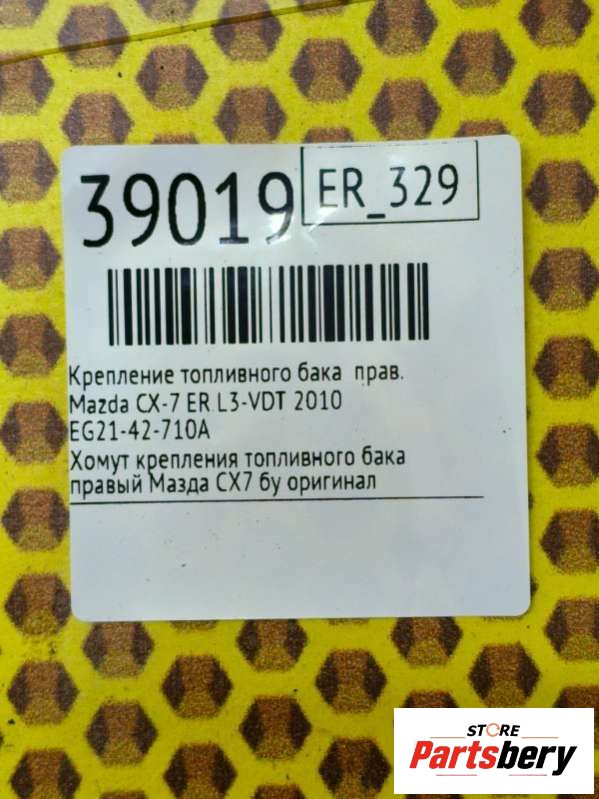 39019
ER_329
Крепление топливного бака прав.
Mazda CX-7 ER L3-VDT 2010
EG21-42-710A
Хомут крепления топливного бака
правый Мазда СХ7 бу оригинал
STORE
Partsbery